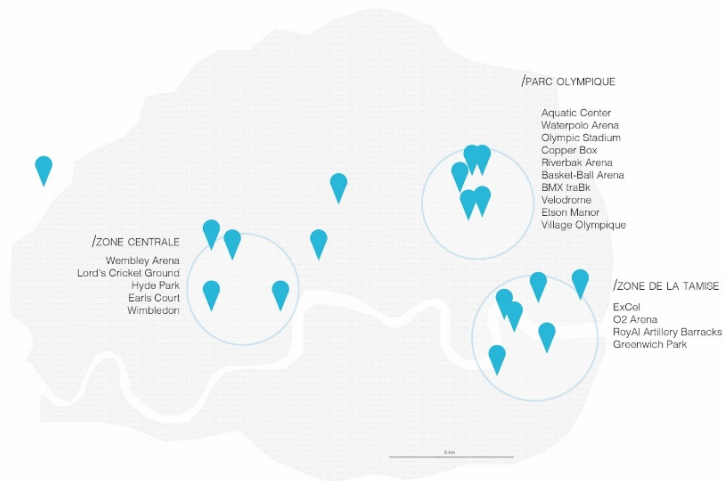 /PARC OLYMPIQUE
Aquatic Center
Waterpolo Arena
Olympic Stadium
Copper Box
Riverbak Arena
Basket-Ball Arena
BMX traBk
Velodrome
Etson Manor
Village Olympique
/ZONE CENTRALE
Wembley Arena
Lord's Cricket Ground
Hyde Park
Earls Court
Wimbledon
/ZONE DE LA TAMISE
ExCel
O2 Arena
RoyAl Artillery Barracks
Greenwich Park
5 km